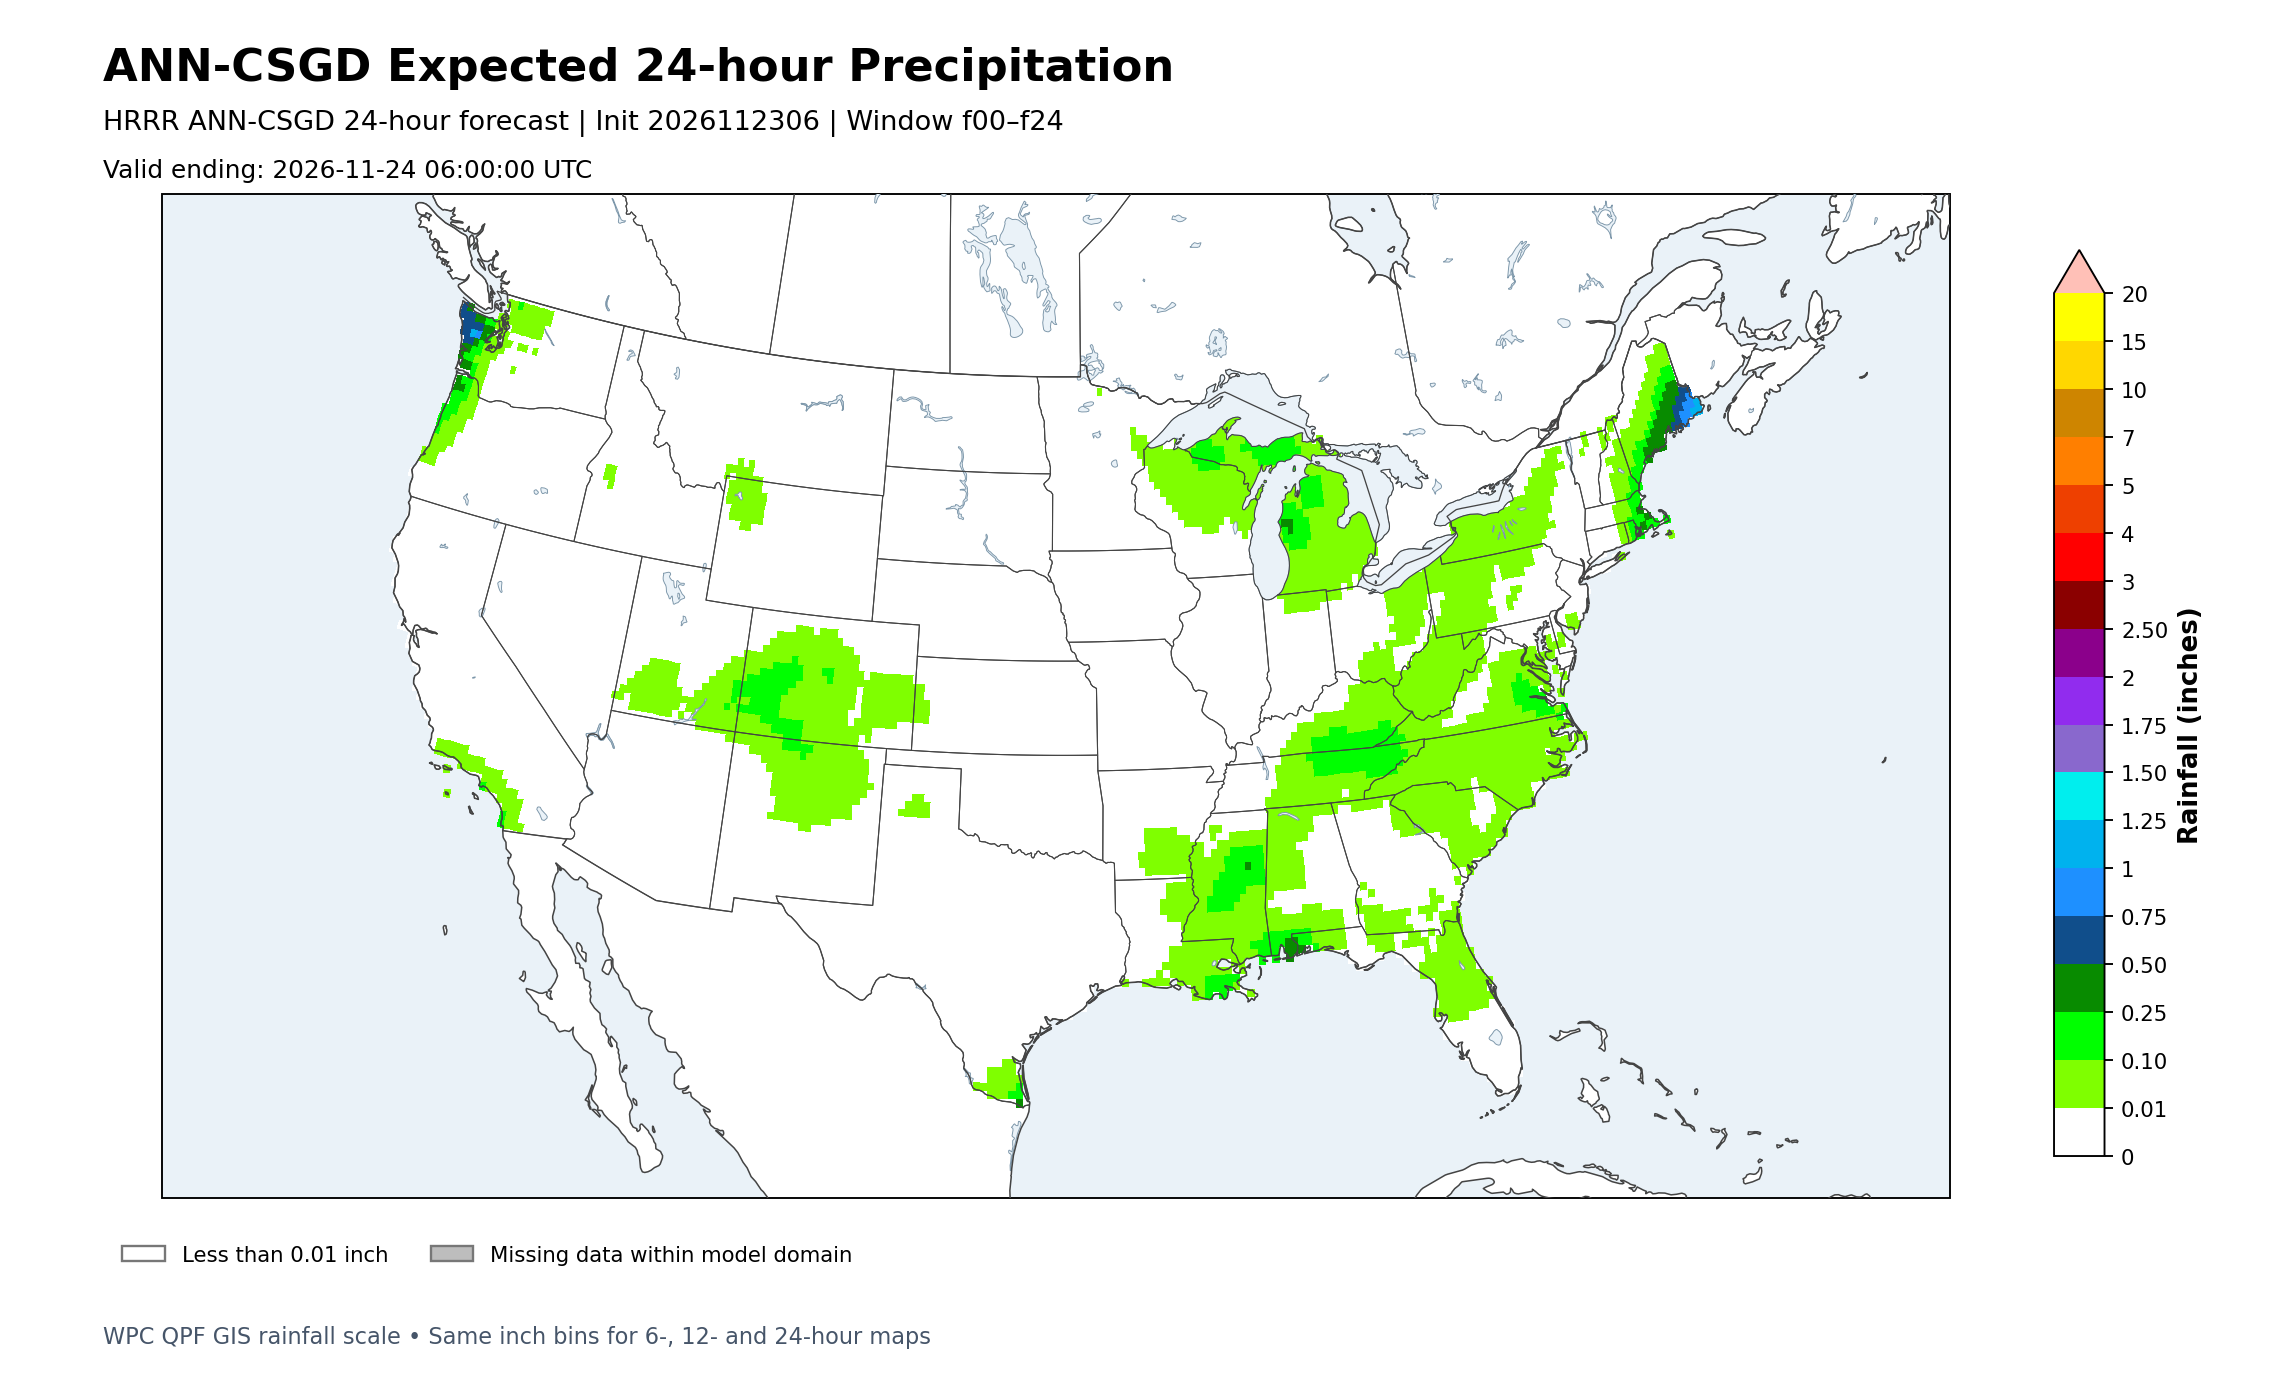 ANN-CSGD Expected 24-hour Precipitation
HRRR ANN-CSGD 24-hour forecast | Init 2026112306 | Window f00–f24
Valid ending: 2026-11-24 06:00:00 UTC
20
15
10
7
5
4
3
2.50
2
1.75
1.50
1.25
1
0.75
0.50
0.25
0.10
0.01
0
Rainfall (inches)
Less than 0.01 inch
Missing data within model domain
WPC QPF GIS rainfall scale • Same inch bins for 6-, 12- and 24-hour maps